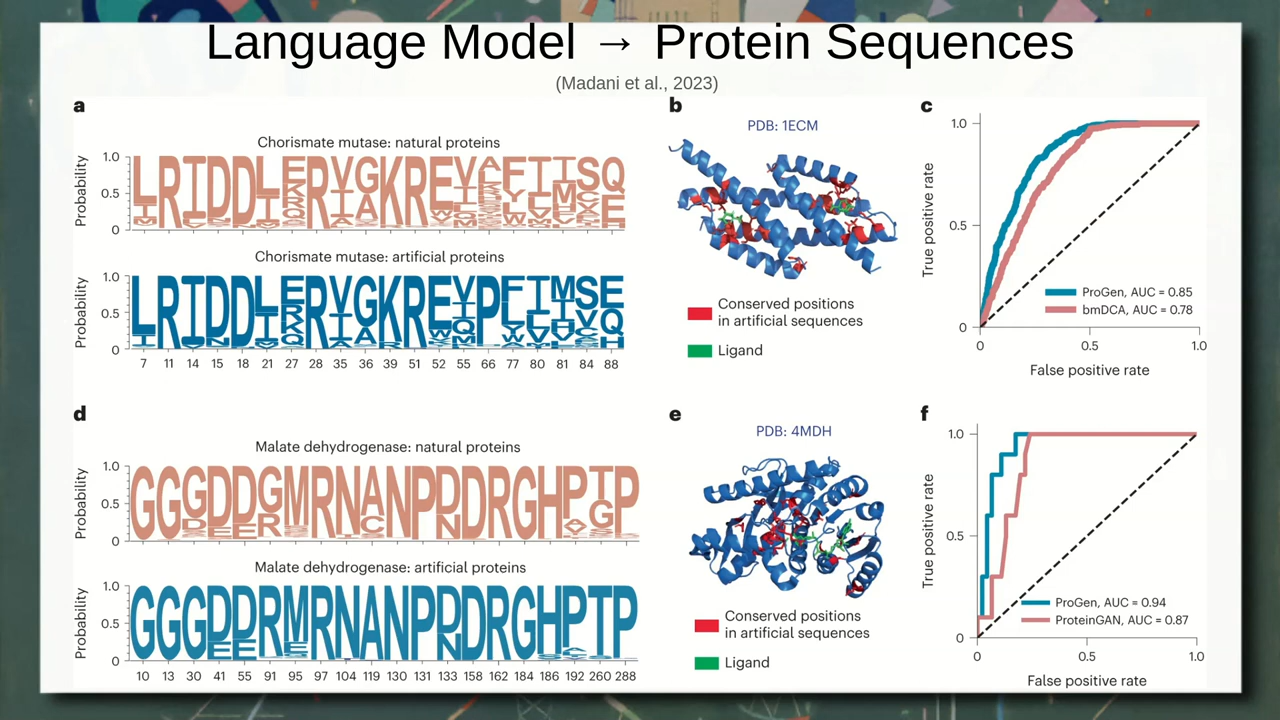 Language Model → Protein Sequences
(Madani et al., 2023)
a
Chorismate mutase: natural proteins
Probability
1.0
0.5
0
Chorismate mutase: artificial proteins
Probability
1.0
0.5
0
7 11 14 15 18 21 27 28 35 36 39 51 52 55 66 77 80 81 84 88
b
PDB: 1ECM
Conserved positions
in artificial sequences
Ligand
c
True positive rate
1.0
0.5
0
ProGen, AUC = 0.85
bmDCA, AUC = 0.78
0 0.5 1.0
False positive rate
d
Malate dehydrogenase: natural proteins
Probability
1.0
0.5
0
Malate dehydrogenase: artificial proteins
Probability
1.0
0.5
0
10 13 30 41 55 91 95 97 104 119 130 131 133 158 162 184 186 192 260 288
e
PDB: 4MDH
Conserved positions
in artificial sequences
Ligand
f
True positive rate
1.0
0.5
0
ProGen, AUC = 0.94
ProteinGAN, AUC = 0.87
0 0.5 1.0
False positive rate